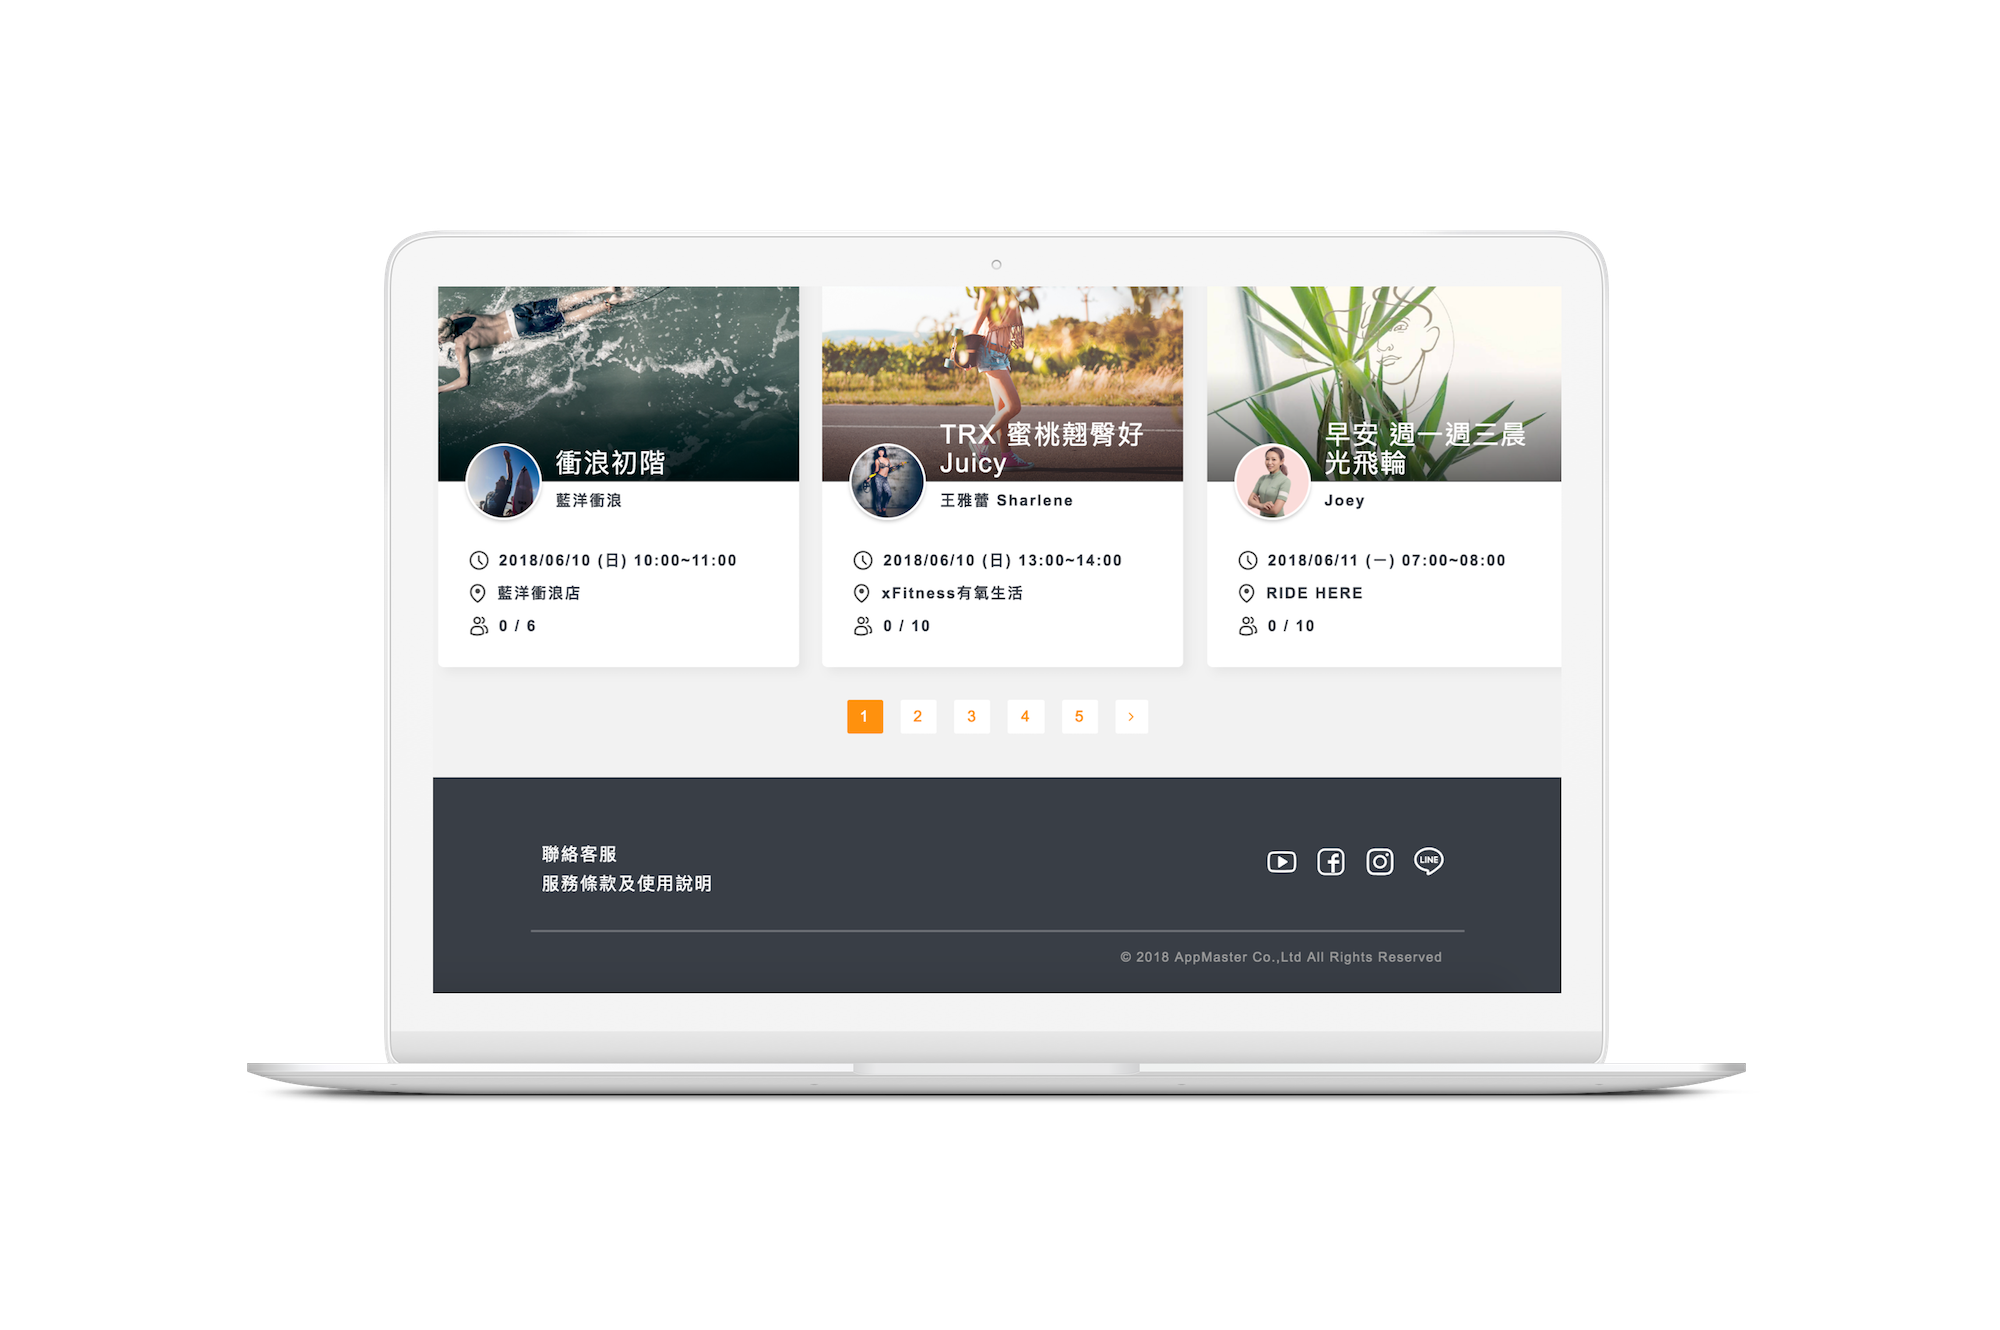 衝浪初階
藍洋衝浪
2018/06/10 (日) 10:00~11:00
藍洋衝浪店
0 / 6
TRX 蜜桃翹臀好
Juicy
王雅蕾 Sharlene
2018/06/10 (日) 13:00~14:00
xFitness有氧生活
0 / 10
早安 週一週三晨
光飛輪
Joey
2018/06/11 (一) 07:00~08:00
RIDE HERE
0 / 10
1 2 3 4 5 >
聯絡客服
服務條款及使用說明
LINE
© 2018 AppMaster Co.,Ltd All Rights Reserved